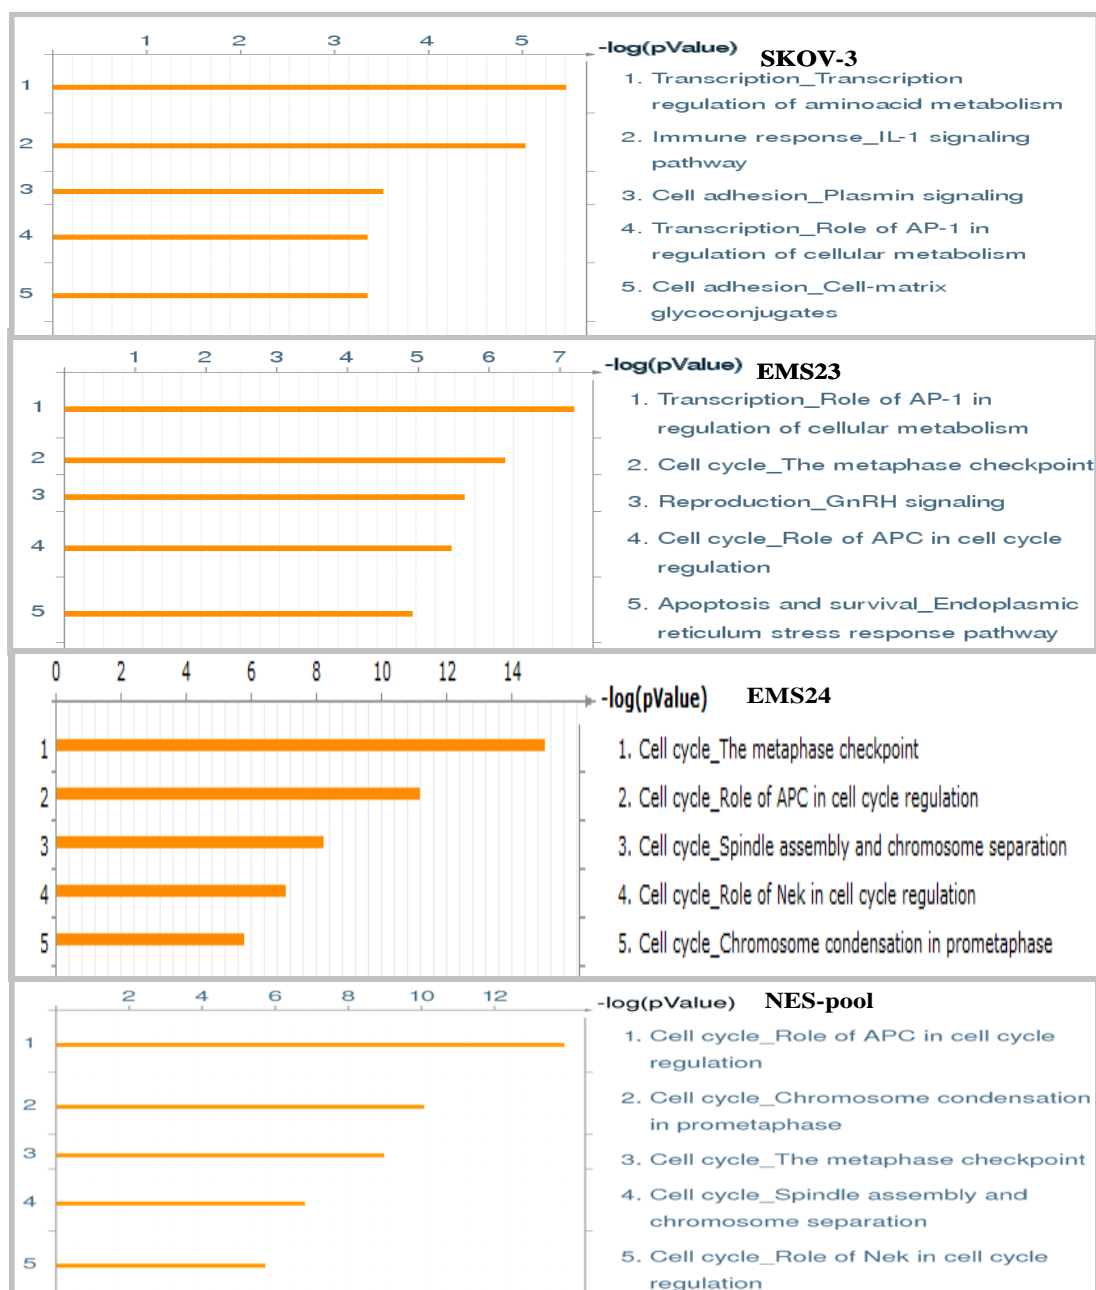 1 2 3 4 5
-log(pValue) SKOV-3
1 1. Transcription_Transcription
regulation of aminoacid metabolism
2 2. Immune response_IL-1 signaling
pathway
3 3. Cell adhesion_Plasmin signaling
4 4. Transcription_Role of AP-1 in
regulation of cellular metabolism
5 5. Cell adhesion_Cell-matrix
glycoconjugates
1 2 3 4 5 6 7
-log(pValue) EMS23
1 1. Transcription_Role of AP-1 in
regulation of cellular metabolism
2 2. Cell cycle_The metaphase checkpoint
3 3. Reproduction_GnRH signaling
4 4. Cell cycle_Role of APC in cell cycle
regulation
5 5. Apoptosis and survival_Endoplasmic
reticulum stress response pathway
0 2 4 6 8 10 12 14
-log(pValue) EMS24
1 1. Cell cycle_The metaphase checkpoint
2 2. Cell cycle_Role of APC in cell cycle regulation
3 3. Cell cycle_Spindle assembly and chromosome separation
4 4. Cell cycle_Role of Nek in cell cycle regulation
5 5. Cell cycle_Chromosome condensation in prometaphase
2 4 6 8 10 12
-log(pValue) NES-pool
1 1. Cell cycle_Role of APC in cell cycle
regulation
2 2. Cell cycle_Chromosome condensation
in prometaphase
3 3. Cell cycle_The metaphase checkpoint
4 4. Cell cycle_Spindle assembly and
chromosome separation
5 5. Cell cycle_Role of Nek in cell cycle
regulation